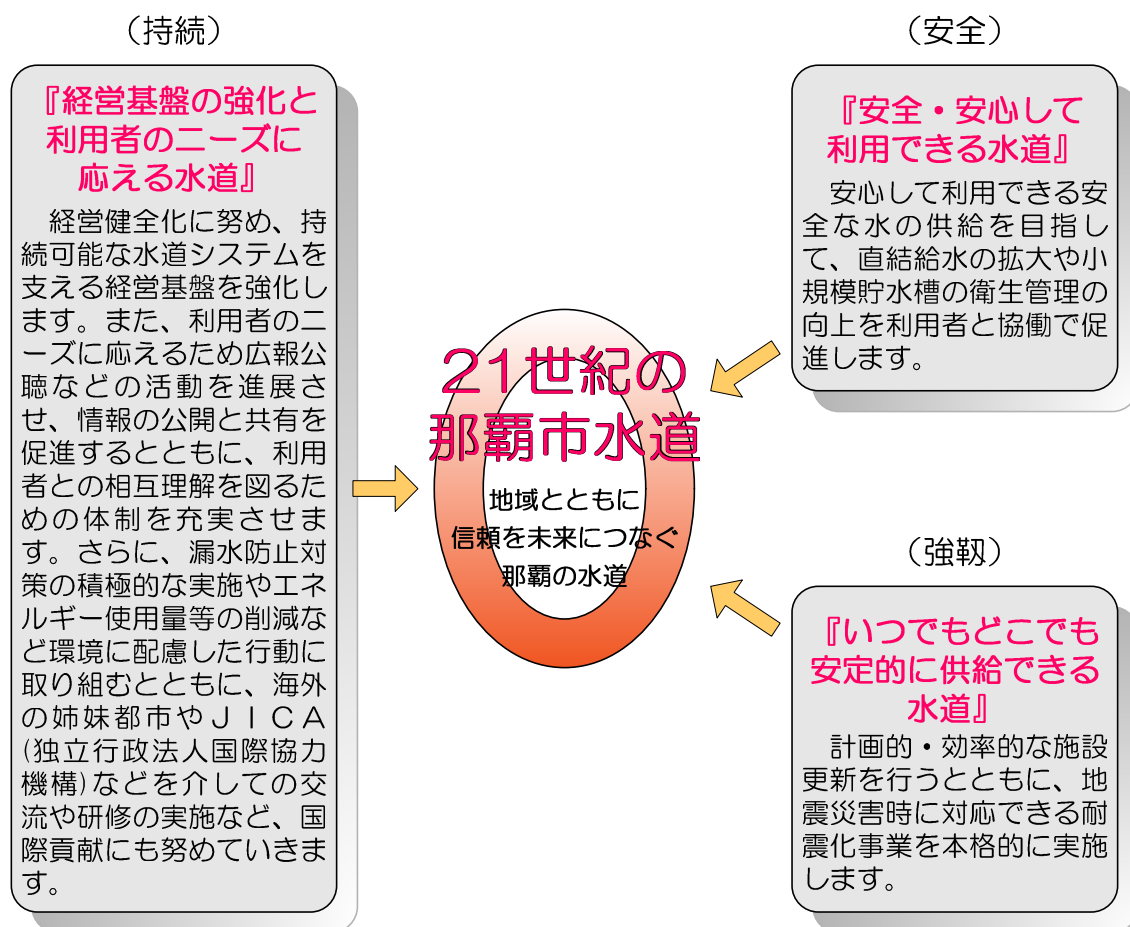 （持続）
『経営基盤の強化と
利用者のニーズに
応える水道』
　経営健全化に努め、持
続可能な水道システムを
支える経営基盤を強化し
ます。また、利用者のニ
ーズに応えるため広報公
聴などの活動を進展さ
せ、情報の公開と共有を
促進するとともに、利用
者との相互理解を図るた
めの体制を充実させま
す。さらに、漏水防止対
策の積極的な実施やエネ
ルギー使用量等の削減な
ど環境に配慮した行動に
取り組むとともに、海外
の姉妹都市やＪＩＣＡ
(独立行政法人国際協力
機構)などを介しての交
流や研修の実施など、国
際貢献にも努めていきま
す。
21世紀の
那覇市水道
地域とともに
信頼を未来につなぐ
那覇の水道
（安全）
『安全・安心して
利用できる水道』
　安心して利用できる安
全な水の供給を目指し
て、直結給水の拡大や小
規模貯水槽の衛生管理の
向上を利用者と協働で促
進します。
（強靱）
『いつでもどこでも
安定的に供給できる
水道』
　計画的・効率的な施設
更新を行うとともに、地
震災害時に対応できる耐
震化事業を本格的に実施
します。